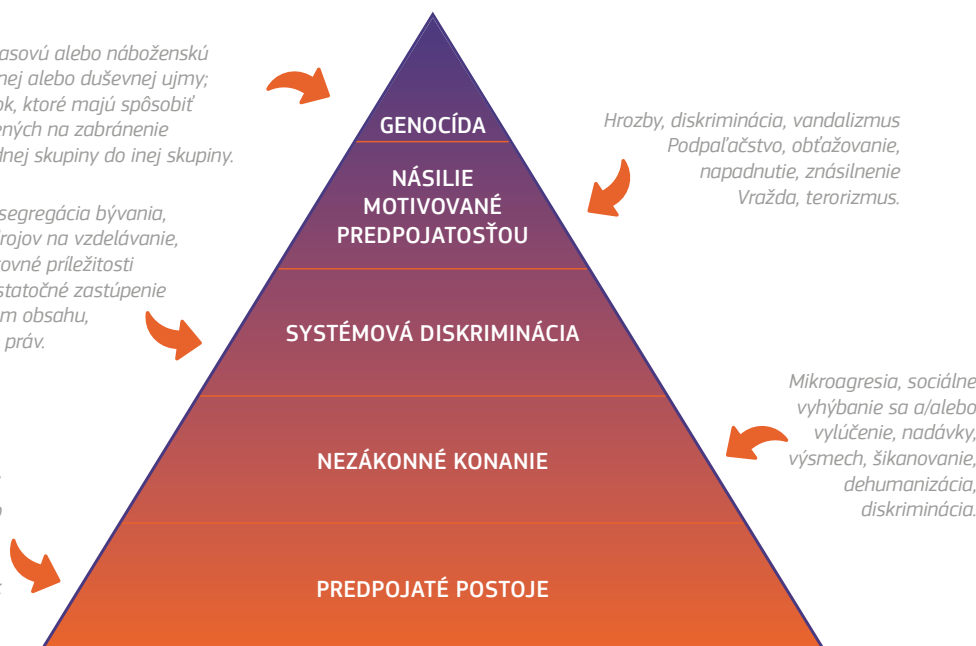 asovú alebo náboženskú
nej alebo duševnej ujmy;
ok, ktoré majú spôsobiť
ených na zabránenie
dnej skupiny do inej skupiny.
GENOCÍDA
Hrozby, diskriminácia, vandalizmus
Podpaľačstvo, obťažovanie,
napadnutie, znásilnenie
Vražda, terorizmus.
NÁSILIE
MOTIVOVANÉ
PREDPOJATOSŤOU
segregácia bývania,
rojov na vzdelávanie,
ovné príležitosti
statočné zastúpenie
m obsahu,
práv.
SYSTÉMOVÁ DISKRIMINÁCIA
Mikroagresia, sociálne
vyhýbanie sa a/alebo
vylúčenie, nadávky,
výsmech, šikanovanie,
dehumanizácia,
diskriminácia.
NEZÁKONNÉ KONANIE
PREDPOJATÉ POSTOJE